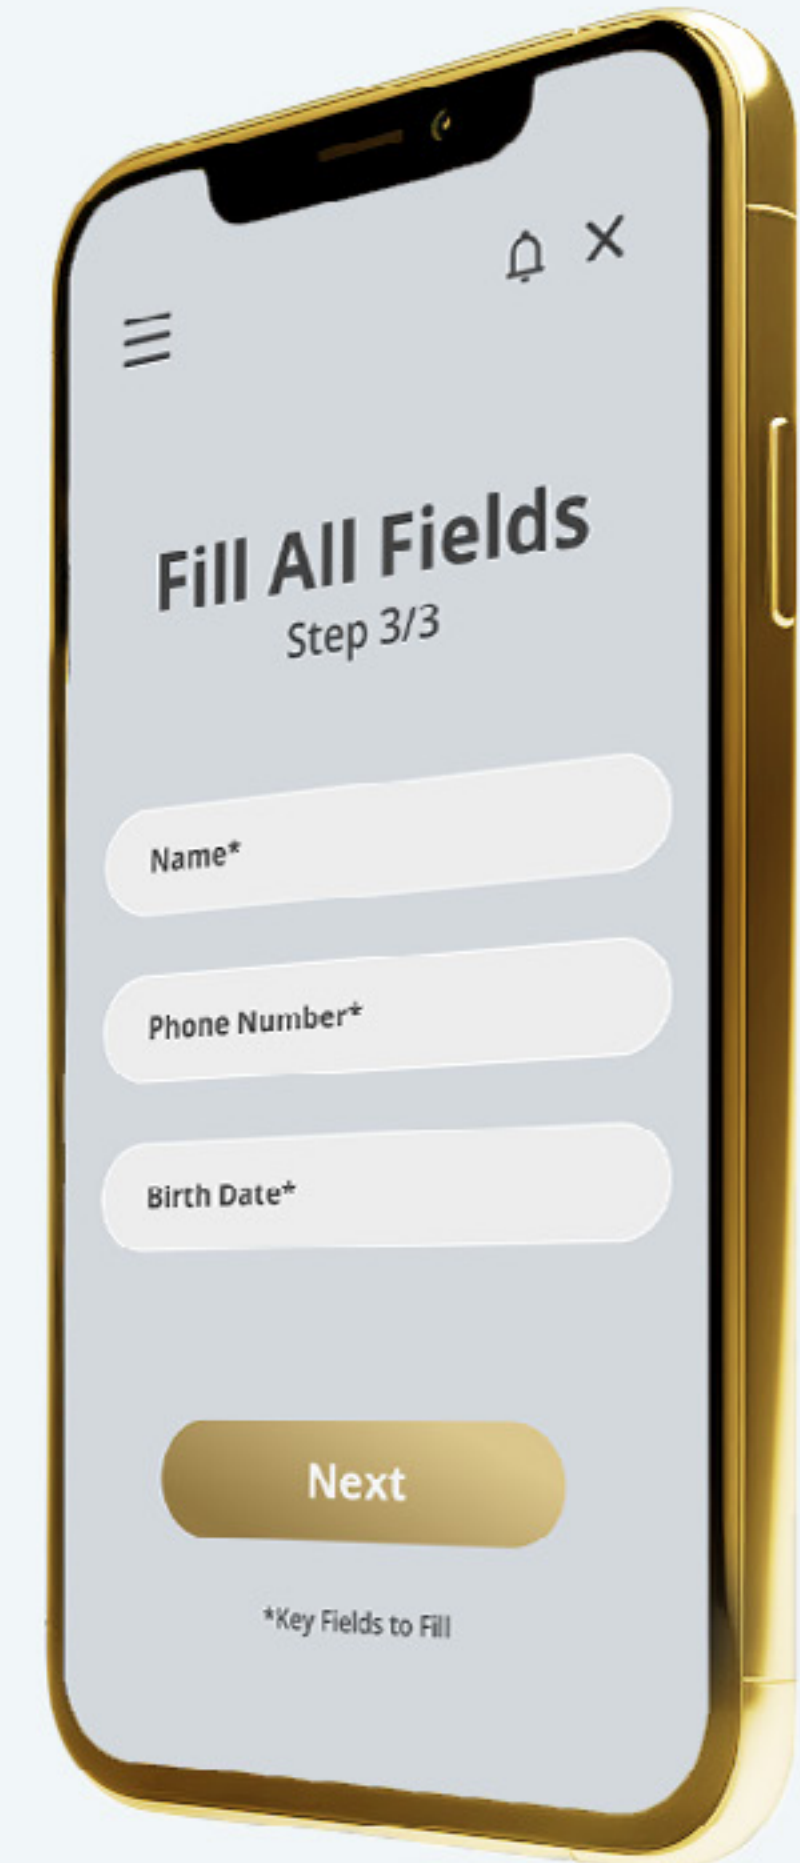 Fill All Fields
Step 3/3
Name*
Phone Number*
Birth Date*
Next
*Key Fields to Fill